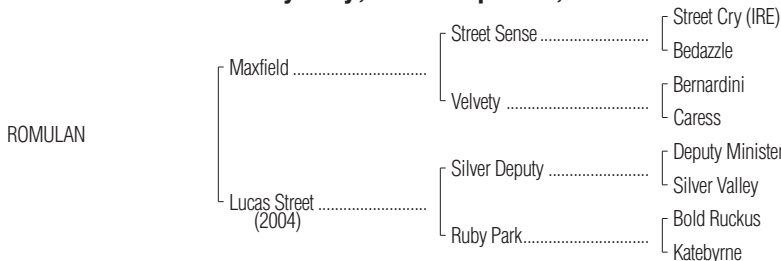 Street Cry (IRE)
Street Sense ..............................
Bedazzle
Maxfield ..................................
Bernardini
Velvety .......................................
Caress
ROMULAN
Deputy Minister
Silver Deputy ............................
Silver Valley
Lucas Street ...........................
(2004)
Bold Ruckus
Ruby Park..................................
Katebyrne